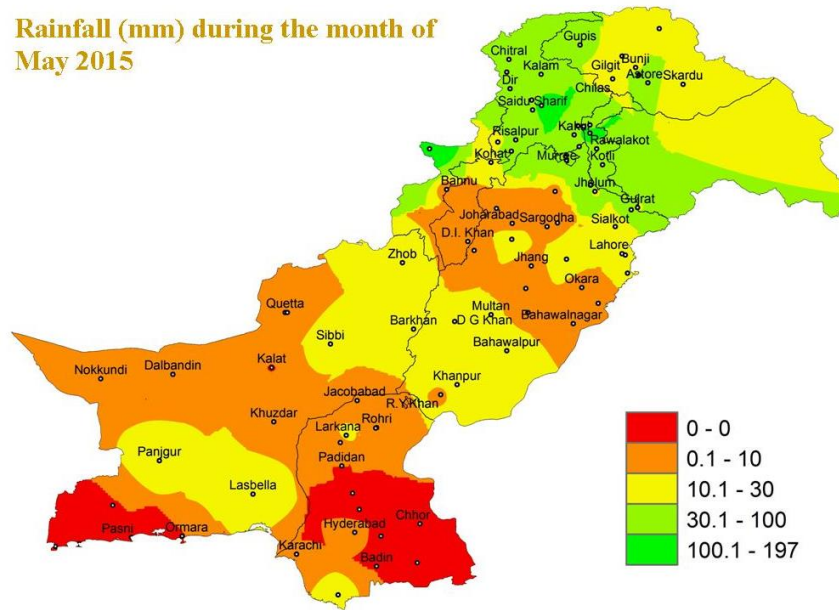 Rainfall (mm) during the month of
May 2015
Gupis
Chitral
Kalam
Dir
Gilgit
Bunji
Astore
Skardu
Chilas
Saidu Sharif
Kakul
Risalpur
Rawalakot
Kohat
Murree
Kotli
Bannu
Jhelum
Gujrat
Joharabad
Sargodha
Sialkot
D.I. Khan
Lahore
Zhob
Jhang
Okara
Quetta
Multan
D G Khan
Bahawalnagar
Barkhan
Sibbi
Bahawalpur
Kalat
Dalbandin
Nokkundi
Khanpur
Jacobabad
R.Y.Khan
Khuzdar
Rohri
Larkana
Panjgur
Padidan
Lasbella
Hyderabad
Chhor
Pasni
Ormara
Karachi
Badin
0 - 0
0.1 - 10
10.1 - 30
30.1 - 100
100.1 - 197